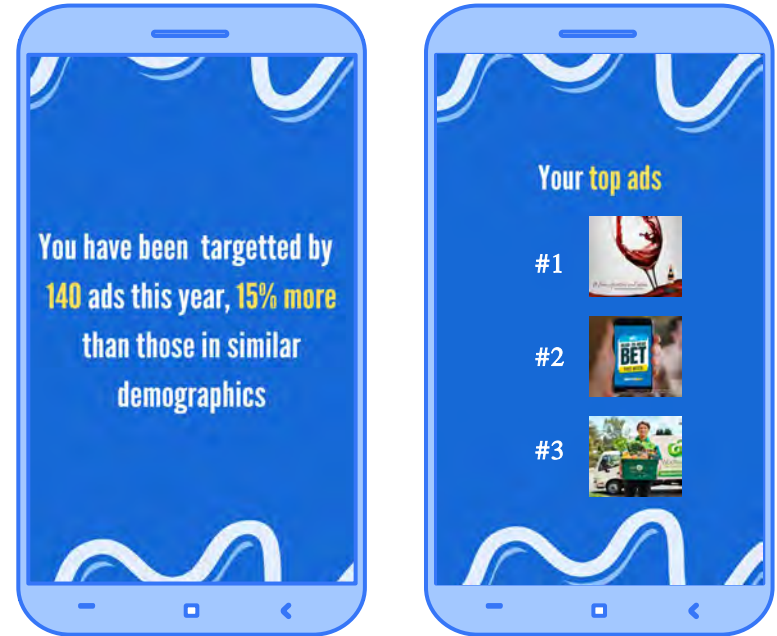 You have been targetted by
140 ads this year, 15% more
than those in similar
demographics
Your top ads
#1
#2
BET
#3